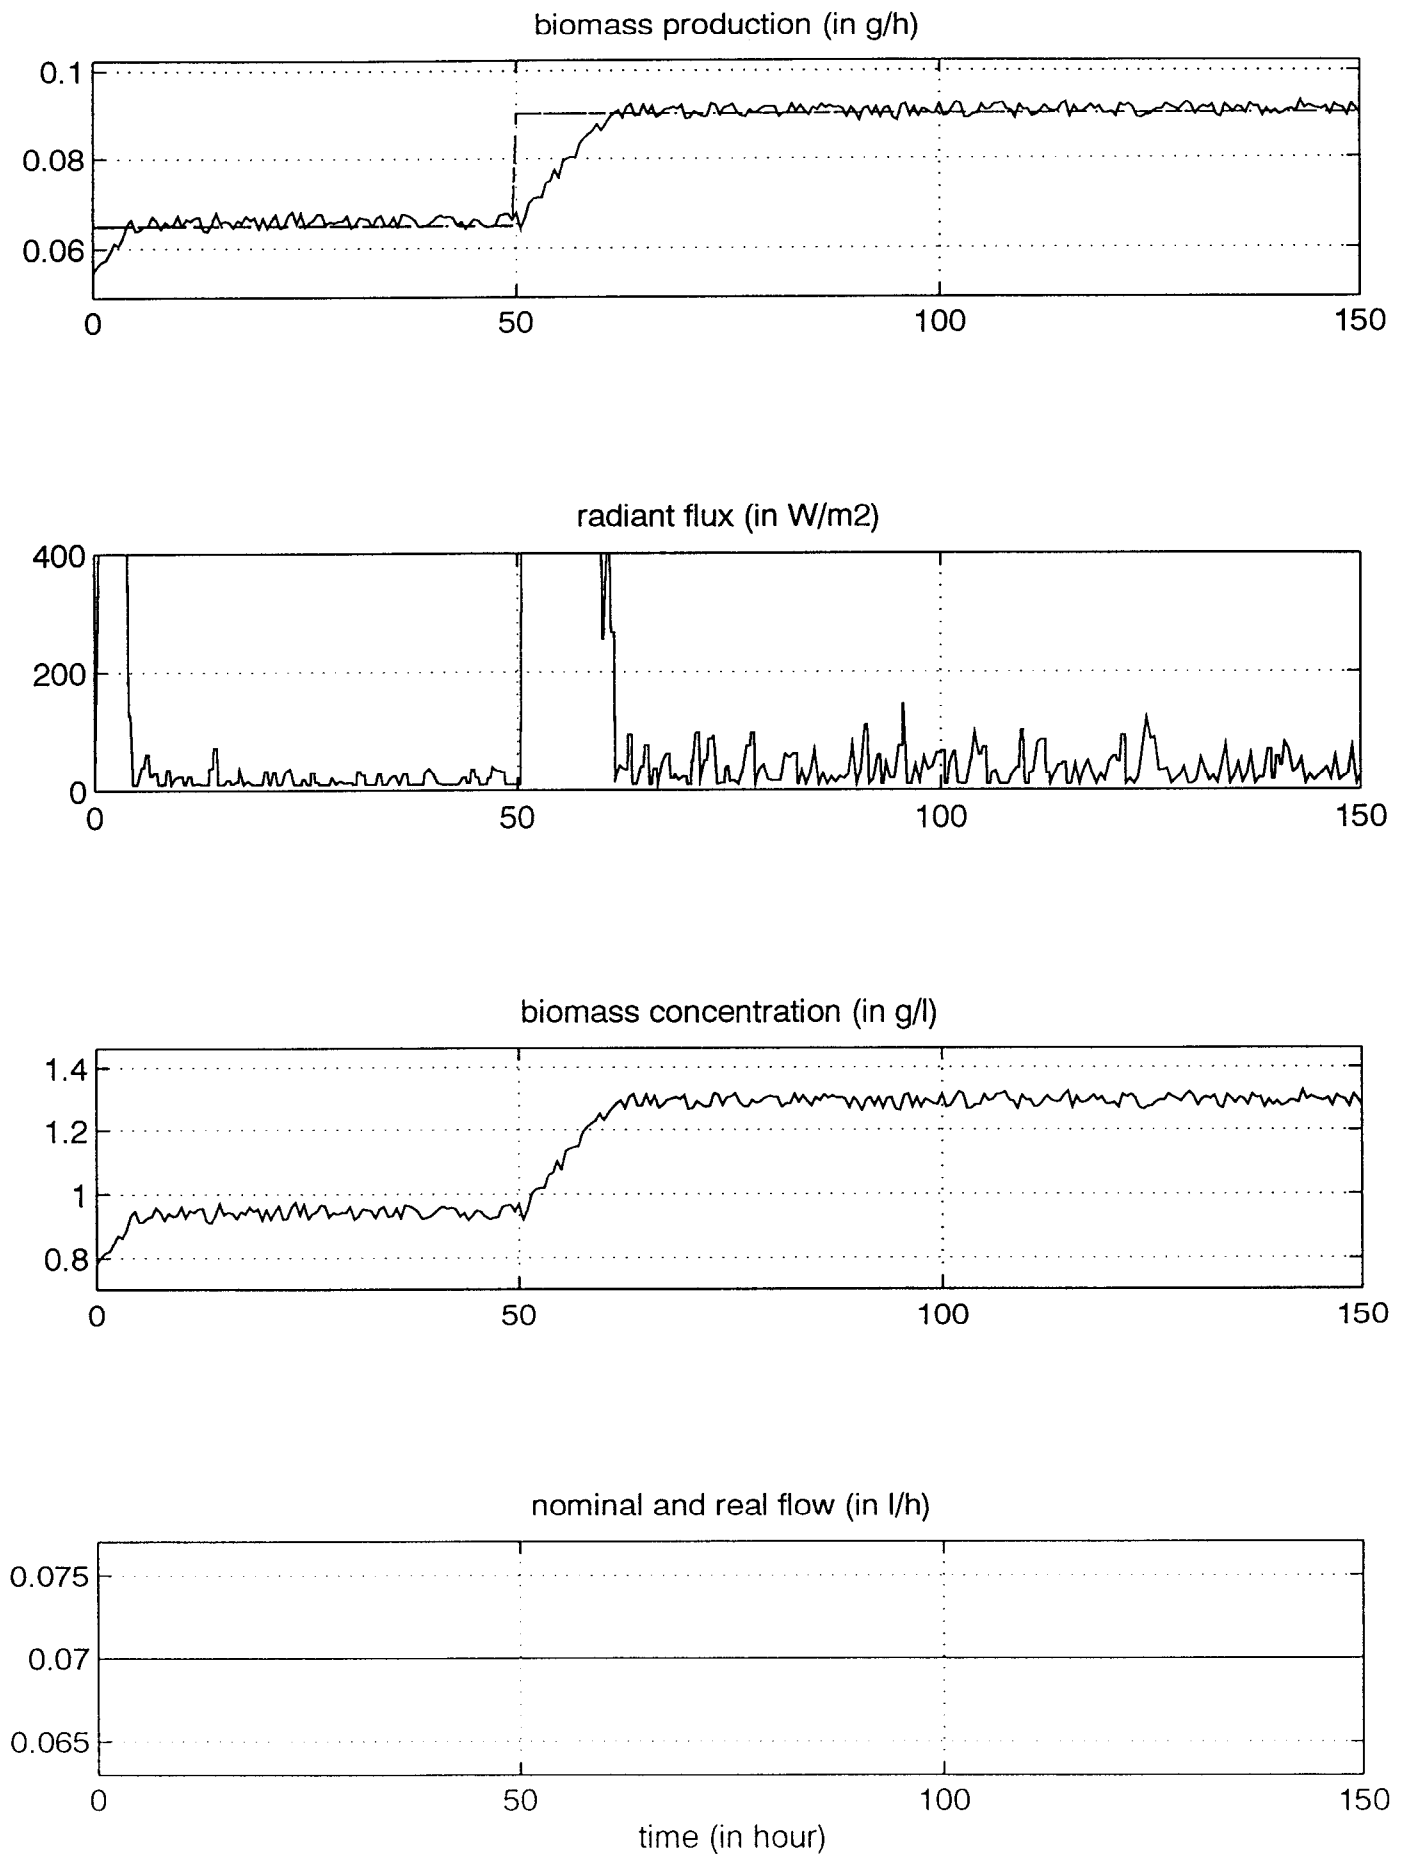 biomass production (in g/h)
0.1
0.08
0.06
0 50 100 150
radiant flux (in W/m2)
400
200
0
0 50 100 150
biomass concentration (in g/l)
1.4
1.2
1
0.8
0 50 100 150
nominal and real flow (in l/h)
0.075
0.07
0.065
0 50 100 150
time (in hour)